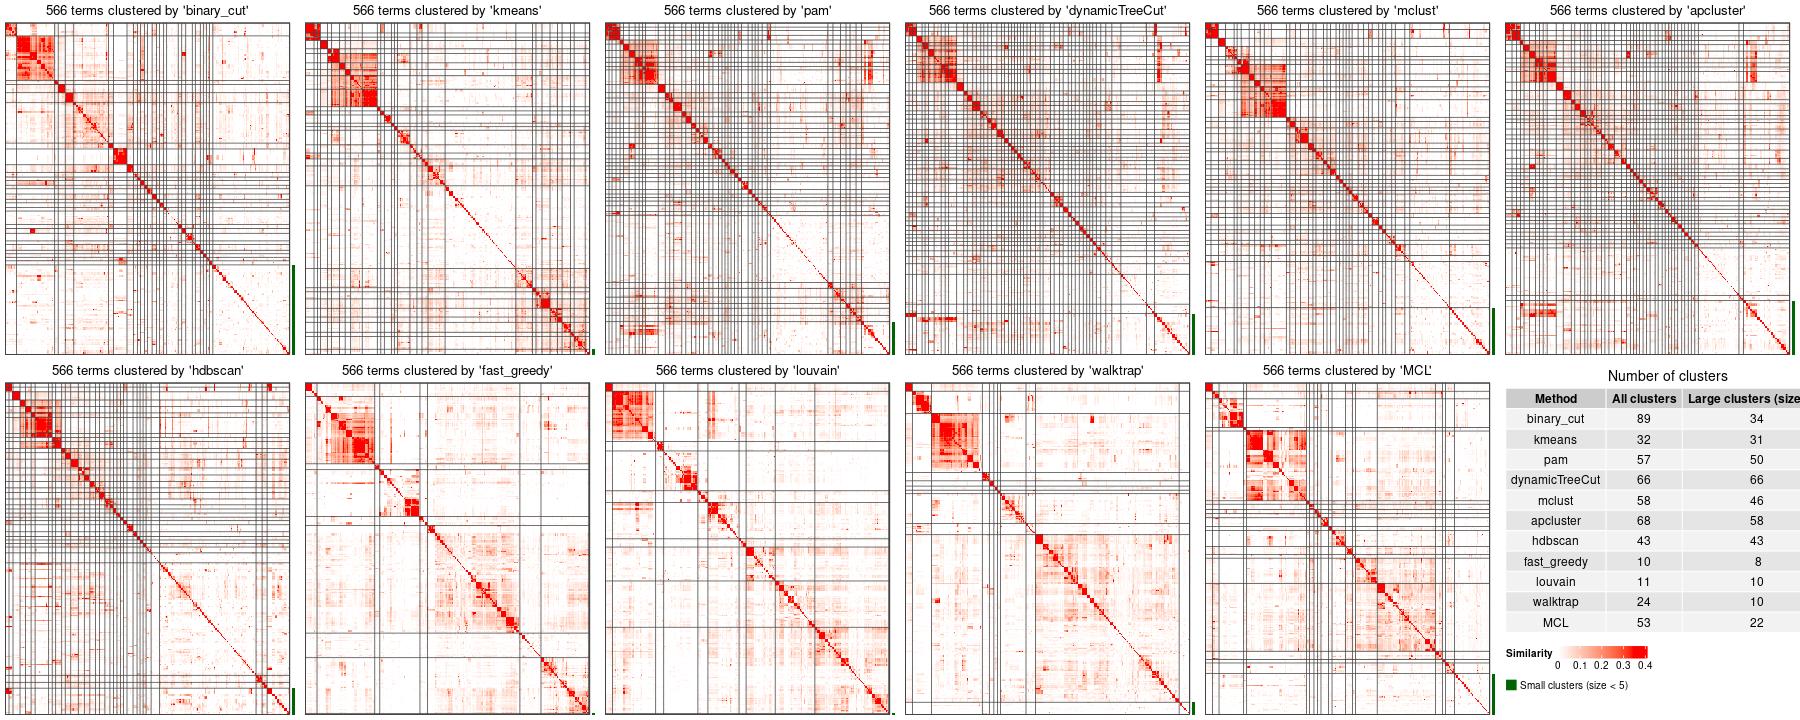 566 terms clustered by 'binary_cut'
566 terms clustered by 'kmeans'
566 terms clustered by 'pam'
566 terms clustered by 'dynamicTreeCut'
566 terms clustered by 'mclust'
566 terms clustered by 'apcluster'
566 terms clustered by 'hdbscan'
566 terms clustered by 'fast_greedy'
566 terms clustered by 'louvain'
566 terms clustered by 'walktrap'
566 terms clustered by 'MCL'
Number of clusters
Method All clusters Large clusters (size
binary_cut 89 34
kmeans 32 31
pam 57 50
dynamicTreeCut 66 66
mclust 58 46
apcluster 68 58
hdbscan 43 43
fast_greedy 10 8
louvain 11 10
walktrap 24 10
MCL 53 22
Similarity
0 0.1 0.2 0.3 0.4
Small clusters (size < 5)